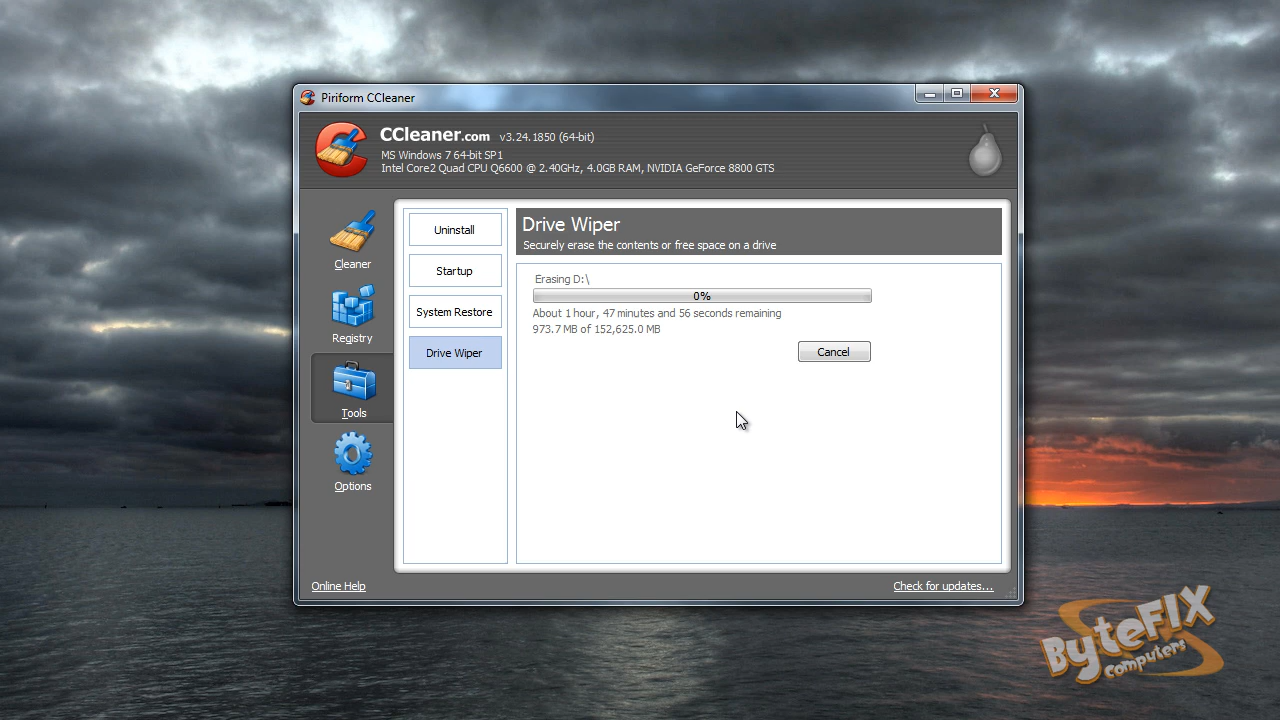 Piriform CCleaner
CCleaner.com v3.24.1850 (64-bit)
MS Windows 7 64-bit SP1
Intel Core2 Quad CPU Q6600 @ 2.40GHz, 4.0GB RAM, NVIDIA GeForce 8800 GTS
Cleaner
Registry
Tools
Options
Uninstall
Startup
System Restore
Drive Wiper
Drive Wiper
Securely erase the contents or free space on a drive
Erasing D:\
0%
About 1 hour, 47 minutes and 56 seconds remaining
973.7 MB of 152,625.0 MB
Cancel
Online Help
Check for updates...
ByteFIX
Computers